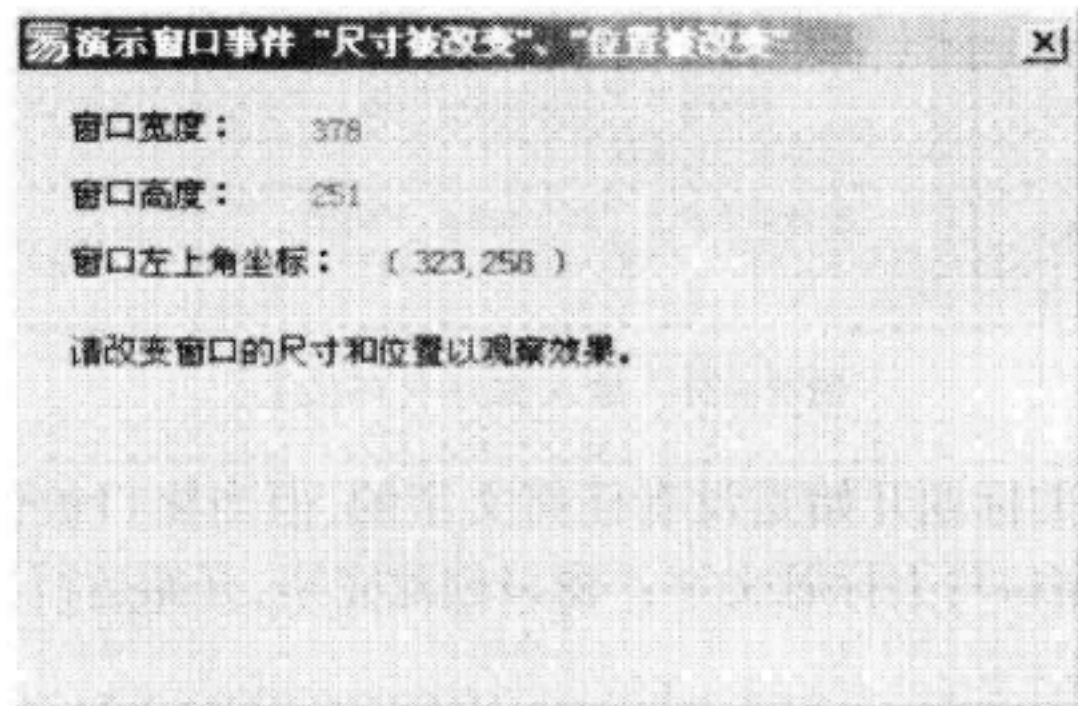 易演示窗口事件 "尺寸被改变"、"位置被改变"
窗口宽度： 378
窗口高度： 251
窗口左上角坐标： ( 323,258 )
请改变窗口的尺寸和位置以观察效果。